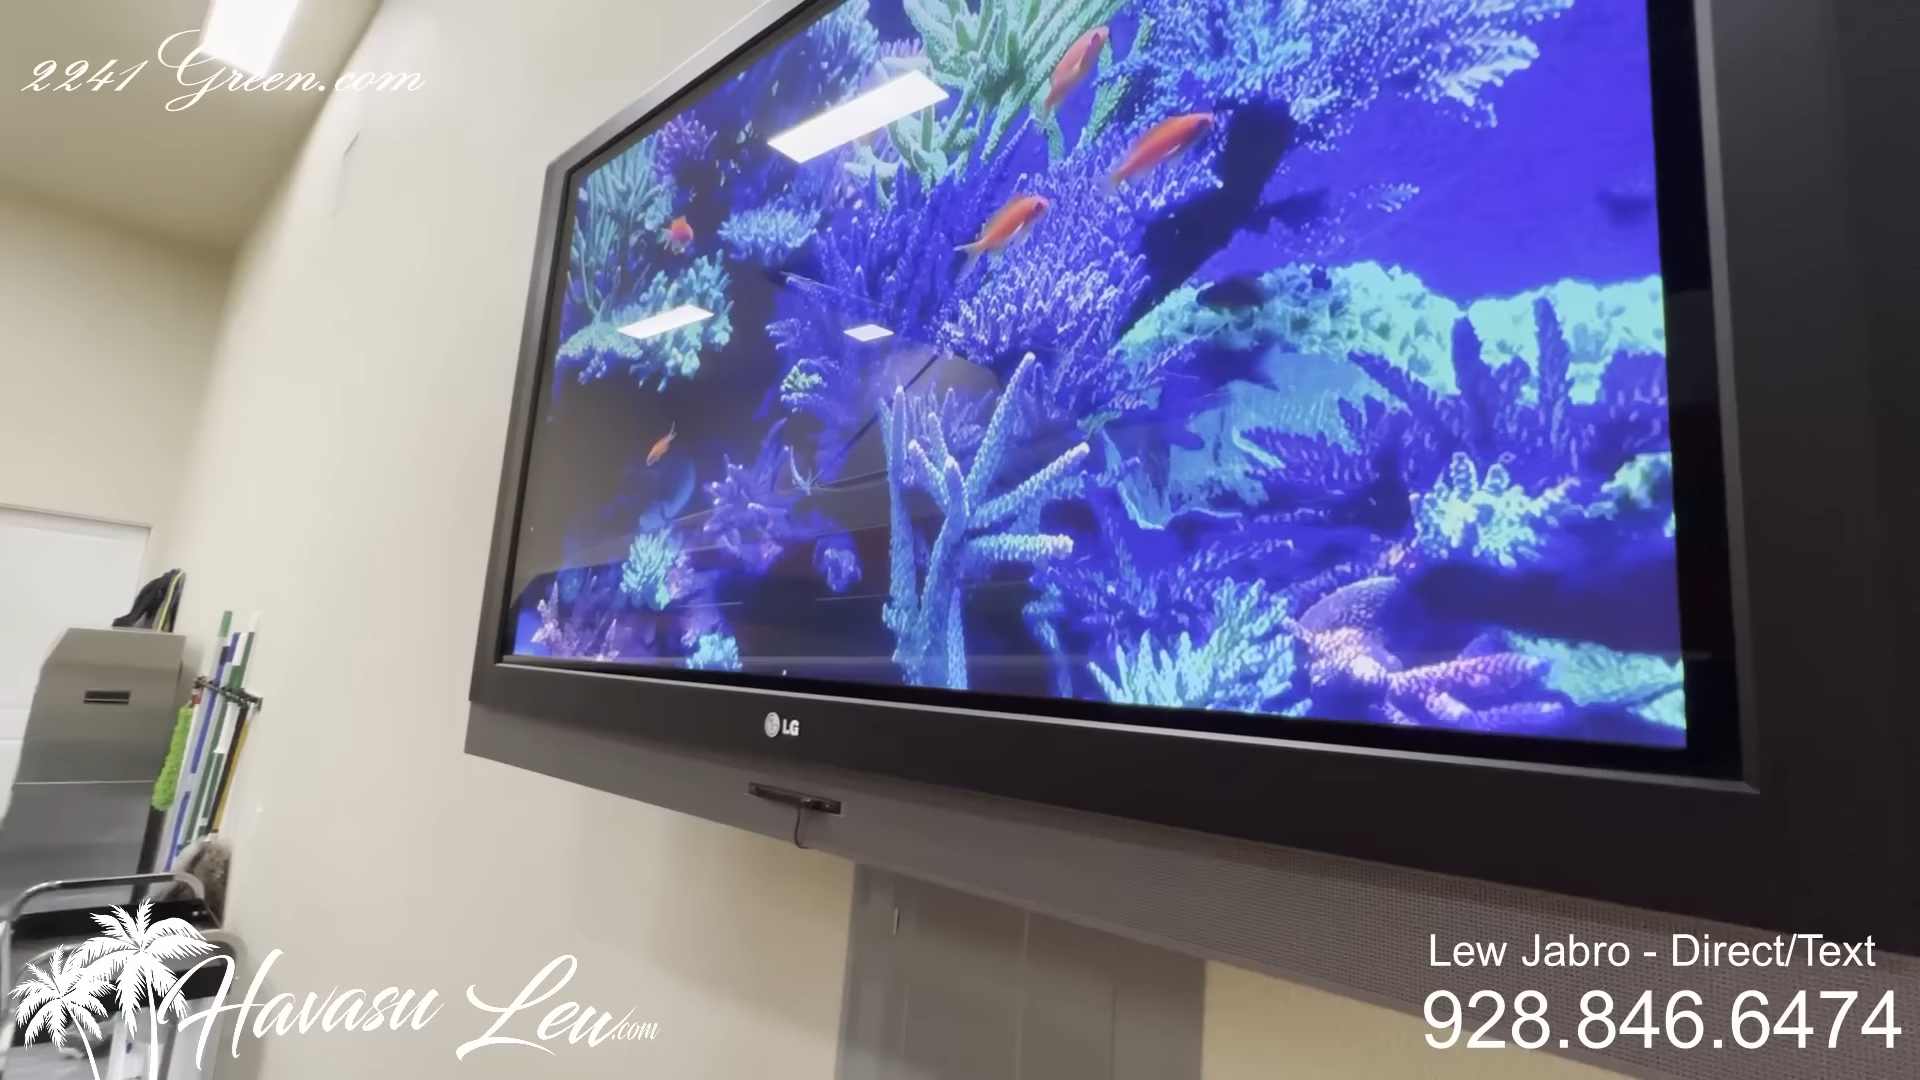 2241 Green.com
LG
Havasu Lew.com
Lew Jabro - Direct/Text
928.846.6474